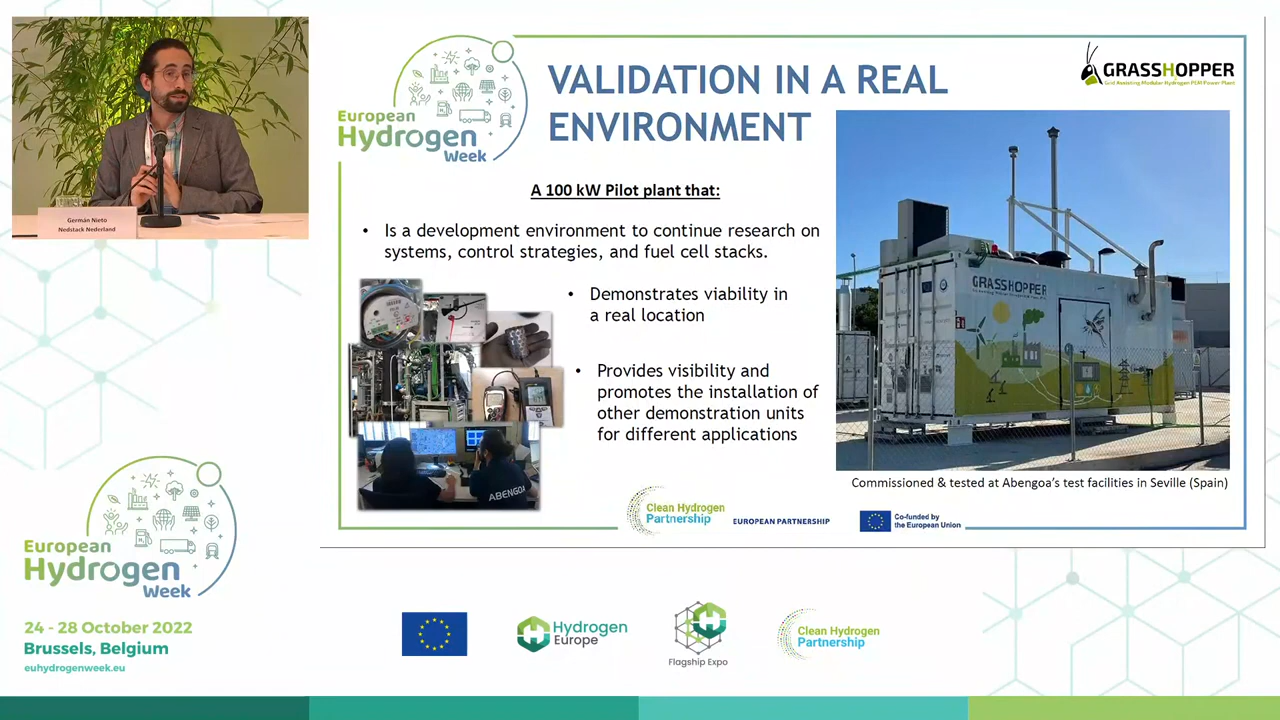 Germán Nieto
Nedstack Nederland
European
Hydrogen
Week
VALIDATION IN A REAL
ENVIRONMENT
GRASSHOPPER
Grid Assisting Modular Hydrogen PEM Power Plant
A 100 kW Pilot plant that:
• Is a development environment to continue research on
systems, control strategies, and fuel cell stacks.
• Demonstrates viability in
a real location
• Provides visibility and
promotes the installation of
other demonstration units
for different applications
ABENGOA
GRASSHOPPER
Commissioned & tested at Abengoa's test facilities in Seville (Spain)
Clean Hydrogen
Partnership
EUROPEAN PARTNERSHIP
Co-funded by
the European Union
European
Hydrogen
Week
24 - 28 October 2022
Brussels, Belgium
euhydrogenweek.eu
Hydrogen
Europe
Flagship Expo
Clean Hydrogen
Partnership